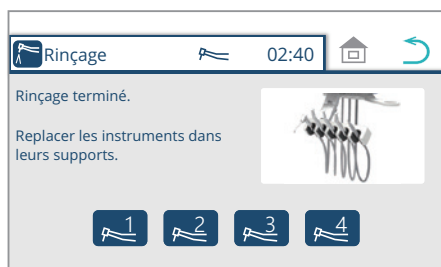 Rinçage 02:40
Rinçage terminé.
Replacer les instruments dans
leurs supports.
1 2 3 4